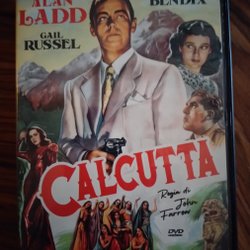 ALAN
LADD
BENDIX
GAIL
RUSSEL
CALCUTTA
Regia di
John
Farrow
DVD